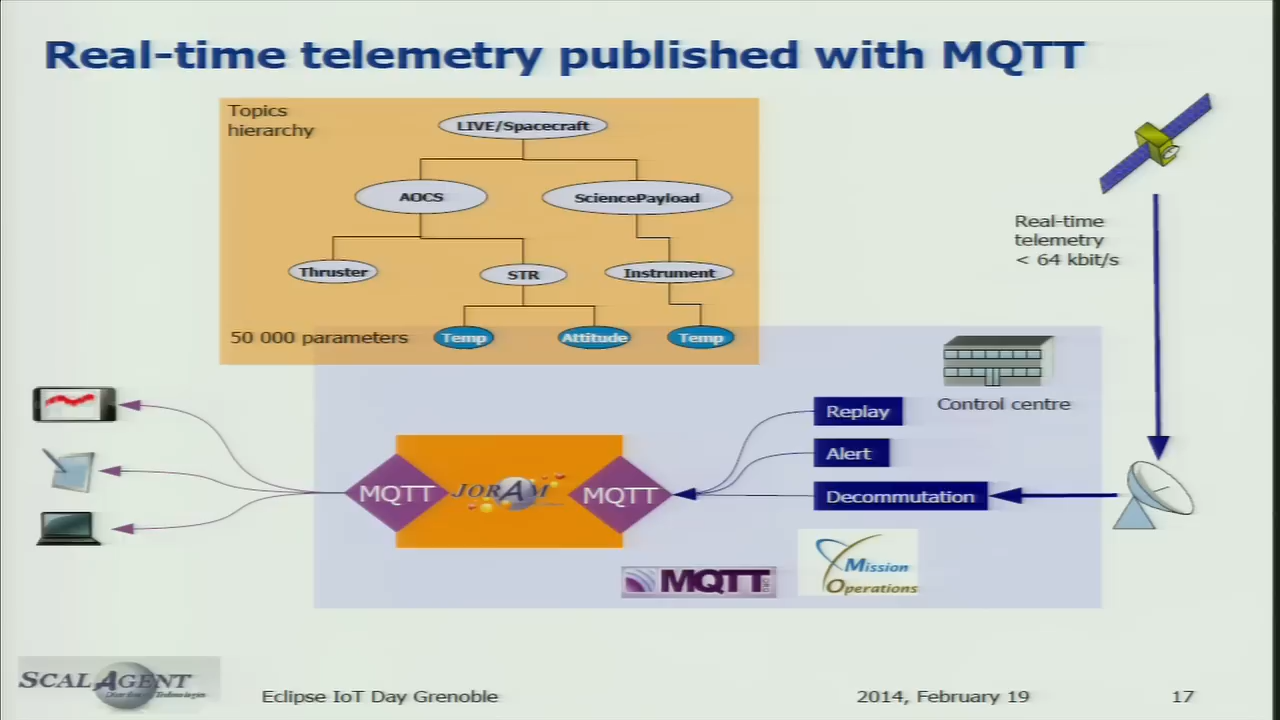 Real-time telemetry published with MQTT
Topics
hierarchy
LIVE/Spacecraft
AOCS
SciencePayload
Thruster
STR
Instrument
50 000 parameters
Temp
Attitude
Temp
Real-time
telemetry
< 64 kbit/s
Control centre
Replay
Alert
Decommutation
MQTT
JORAM
MQTT
MQTT
Mission
Operations
SCALAGENT
Eclipse IoT Day Grenoble
2014, February 19
17